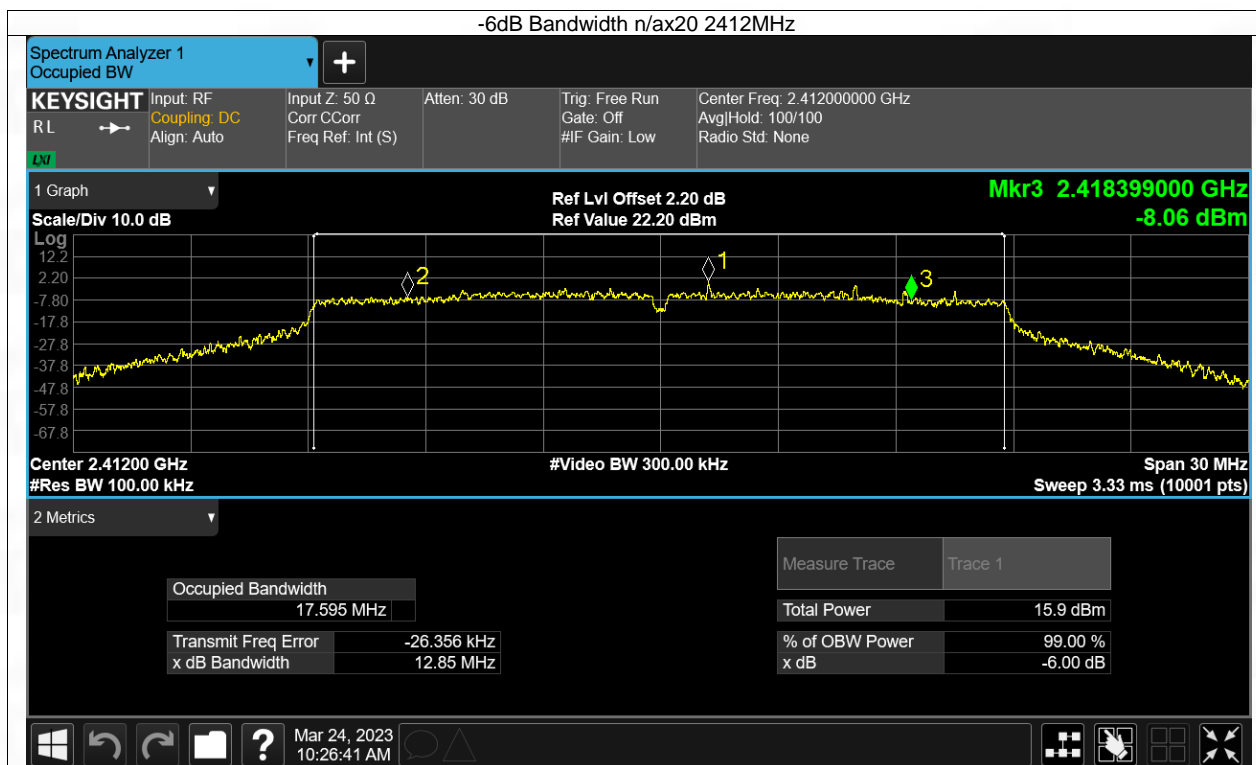 -6dB Bandwidth n/ax20 2412MHz
Spectrum Analyzer 1
Occupied BW
▼
+
KEYSIGHT
RL
LXI
Input: RF
Coupling: DC
Align: Auto
Input Z: 50 Ω
Corr CCorr
Freq Ref: Int (S)
Atten: 30 dB
Trig: Free Run
Gate: Off
#IF Gain: Low
Center Freq: 2.412000000 GHz
Avg|Hold: 100/100
Radio Std: None
1 Graph ▼
Scale/Div 10.0 dB
Ref Lvl Offset 2.20 dB
Ref Value 22.20 dBm
Mkr3 2.418399000 GHz
-8.06 dBm
Log
12.2
2.20
-7.80
-17.8
-27.8
-37.8
-47.8
-57.8
-67.8
2
1
3
Center 2.41200 GHz
#Video BW 300.00 kHz
Span 30 MHz
#Res BW 100.00 kHz
Sweep 3.33 ms (10001 pts)
2 Metrics ▼
Measure Trace Trace 1
Occupied Bandwidth
17.595 MHz
Total Power 15.9 dBm
Transmit Freq Error -26.356 kHz
% of OBW Power 99.00 %
x dB Bandwidth 12.85 MHz
x dB -6.00 dB
?
Mar 24, 2023
10:26:41 AM